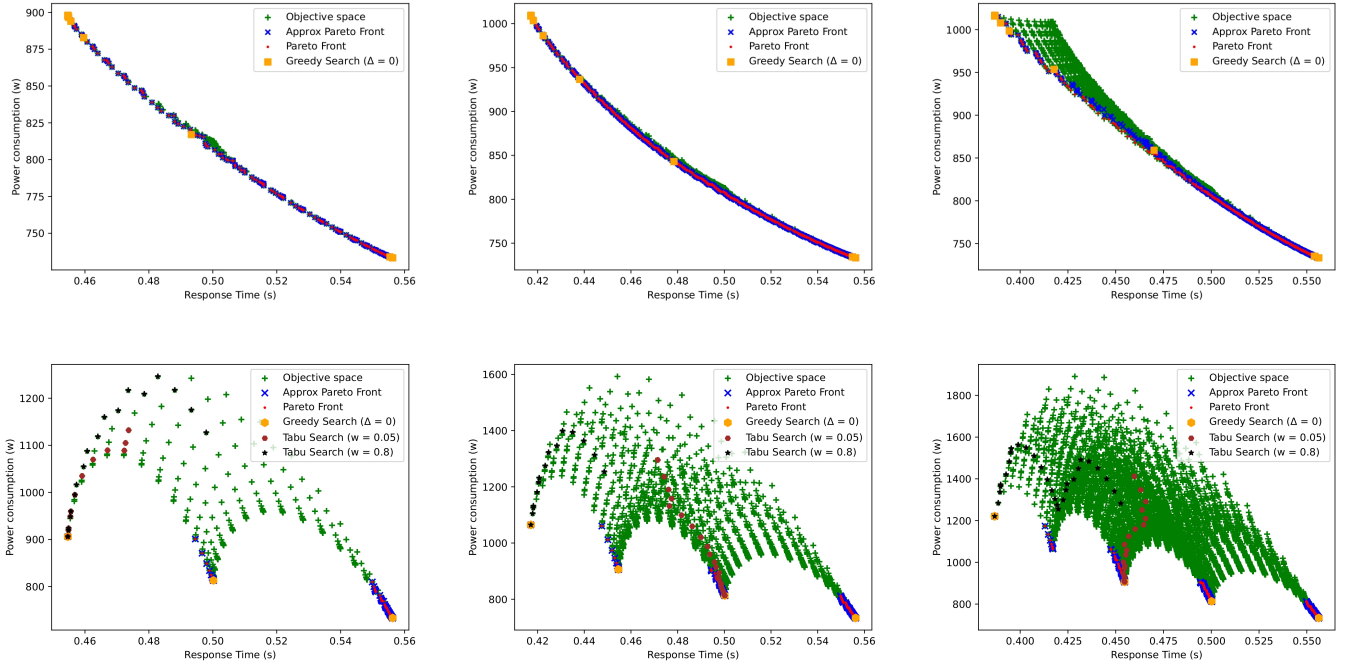 900
875
850
825
800
775
750
Power consumption (w)
0.46
0.48
0.50
0.52
0.54
0.56
Response Time (s)
Objective space
Approx Pareto Front
Pareto Front
Greedy Search (Δ = 0)
1000
950
900
850
800
750
Power consumption (w)
0.42
0.44
0.46
0.48
0.50
0.52
0.54
0.56
Response Time (s)
Objective space
Approx Pareto Front
Pareto Front
Greedy Search (Δ = 0)
1000
950
900
850
800
750
Power consumption (w)
0.400
0.425
0.450
0.475
0.500
0.525
0.550
Response Time (s)
Objective space
Approx Pareto Front
Pareto Front
Greedy Search (Δ = 0)
1200
1100
1000
900
800
Power consumption (w)
0.46
0.48
0.50
0.52
0.54
0.56
Response Time (s)
Objective space
Approx Pareto Front
Pareto Front
Greedy Search (Δ = 0)
Tabu Search (w = 0.05)
Tabu Search (w = 0.8)
1600
1400
1200
1000
800
Power consumption (w)
0.42
0.44
0.46
0.48
0.50
0.52
0.54
0.56
Response Time (s)
Objective space
Approx Pareto Front
Pareto Front
Greedy Search (Δ = 0)
Tabu Search (w = 0.05)
Tabu Search (w = 0.8)
1800
1600
1400
1200
1000
800
Power consumption (w)
0.400
0.425
0.450
0.475
0.500
0.525
0.550
Response Time (s)
Objective space
Approx Pareto Front
Pareto Front
Greedy Search (Δ = 0)
Tabu Search (w = 0.05)
Tabu Search (w = 0.8)